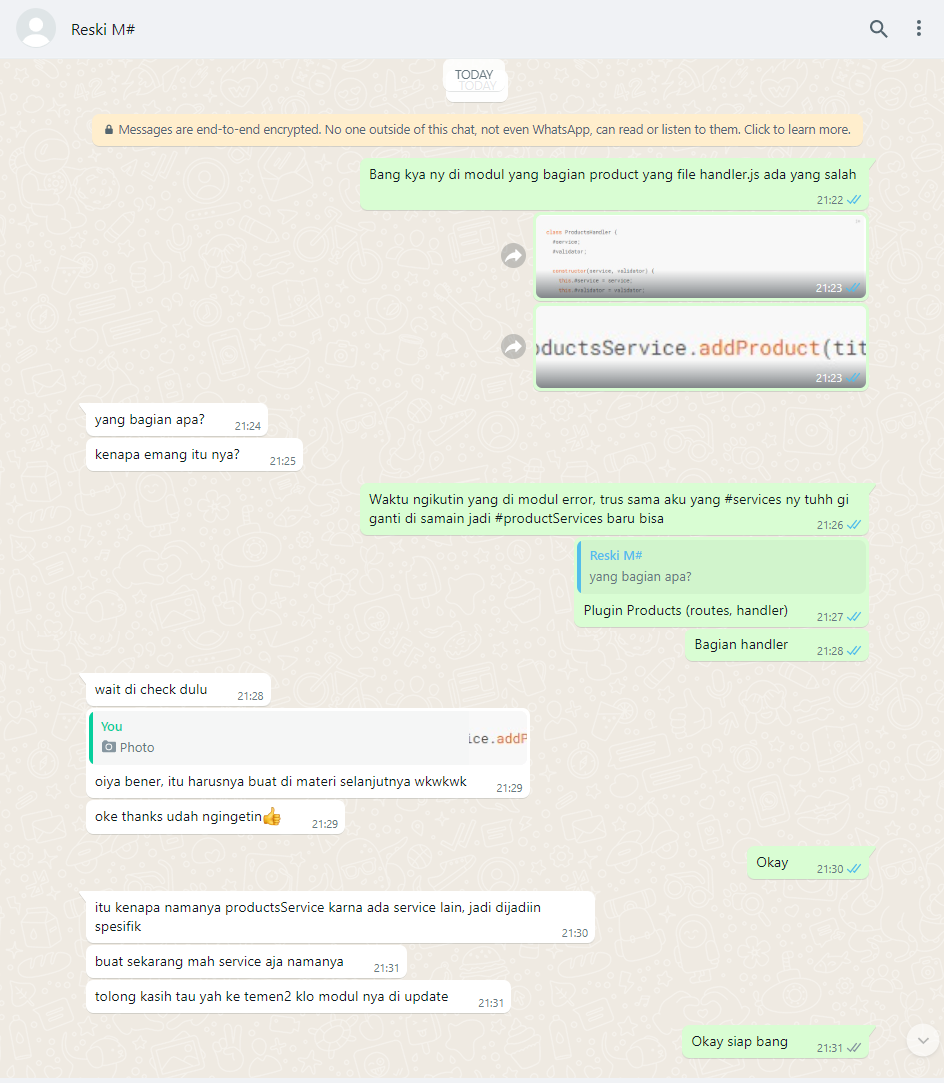 Reski M#
TODAY
TODAY
Messages are end-to-end encrypted. No one outside of this chat, not even WhatsApp, can read or listen to them. Click to learn more.
Bang kya ny di modul yang bagian product yang file handler.js ada yang salah
21:22
class ProductsHandler {
#service;
#validator;
constructor(service, validator) {
this.#service = service;
this.#validator = validator;
21:23
oductsService.addProduct(tit
21:23
yang bagian apa?
21:24
kenapa emang itu nya?
21:25
Waktu ngikutin yang di modul error, trus sama aku yang #services ny tuhh gi
ganti di samain jadi #productServices baru bisa
21:26
Reski M#
yang bagian apa?
Plugin Products (routes, handler)
21:27
Bagian handler
21:28
wait di check dulu
21:28
You
Photo
ice.addP
oiya bener, itu harusnya buat di materi selanjutnya wkwkwk
21:29
oke thanks udah ngingetin👍
21:29
Okay
21:30
itu kenapa namanya productsService karna ada service lain, jadi dijadiin
spesifik
21:30
buat sekarang mah service aja namanya
21:31
tolong kasih tau yah ke temen2 klo modul nya di update
21:31
Okay siap bang
21:31